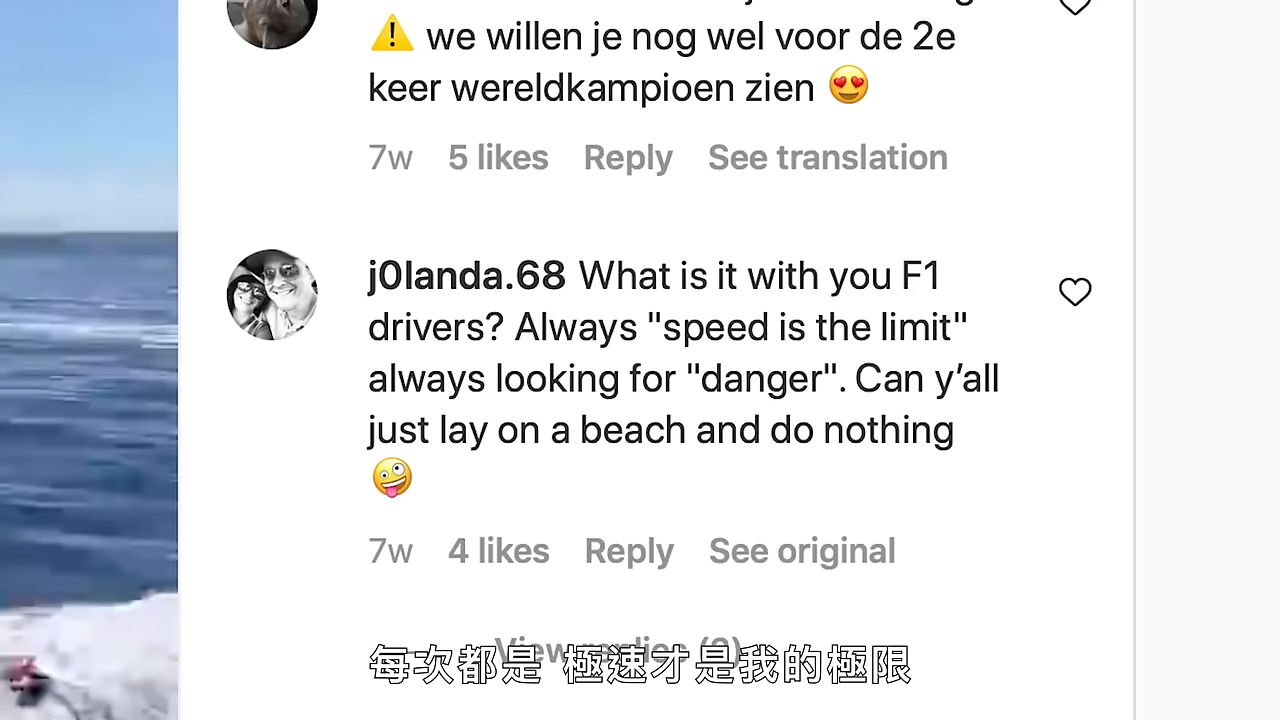 ⚠️ we willen je nog wel voor de 2e
keer wereldkampioen zien 😍
7w 5 likes Reply See translation
j0landa.68 What is it with you F1
drivers? Always "speed is the limit"
always looking for "danger". Can y’all
just lay on a beach and do nothing
🤪
7w 4 likes Reply See original
View replies
每次都是 極速才是我的極限